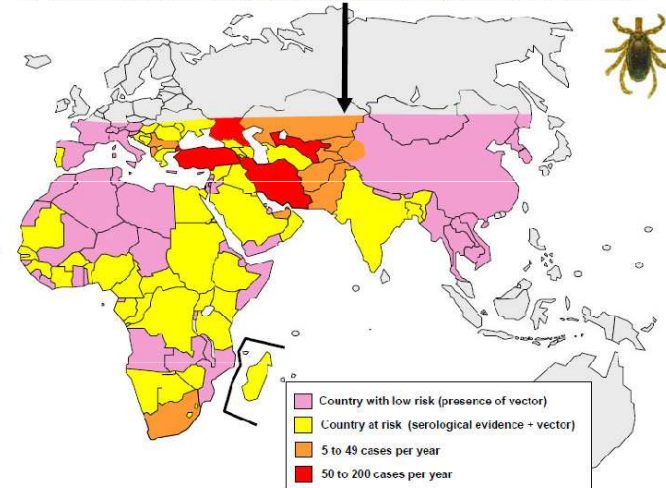 Country with low risk (presence of vector)
Country at risk (serological evidence + vector)
5 to 49 cases per year
50 to 200 cases per year